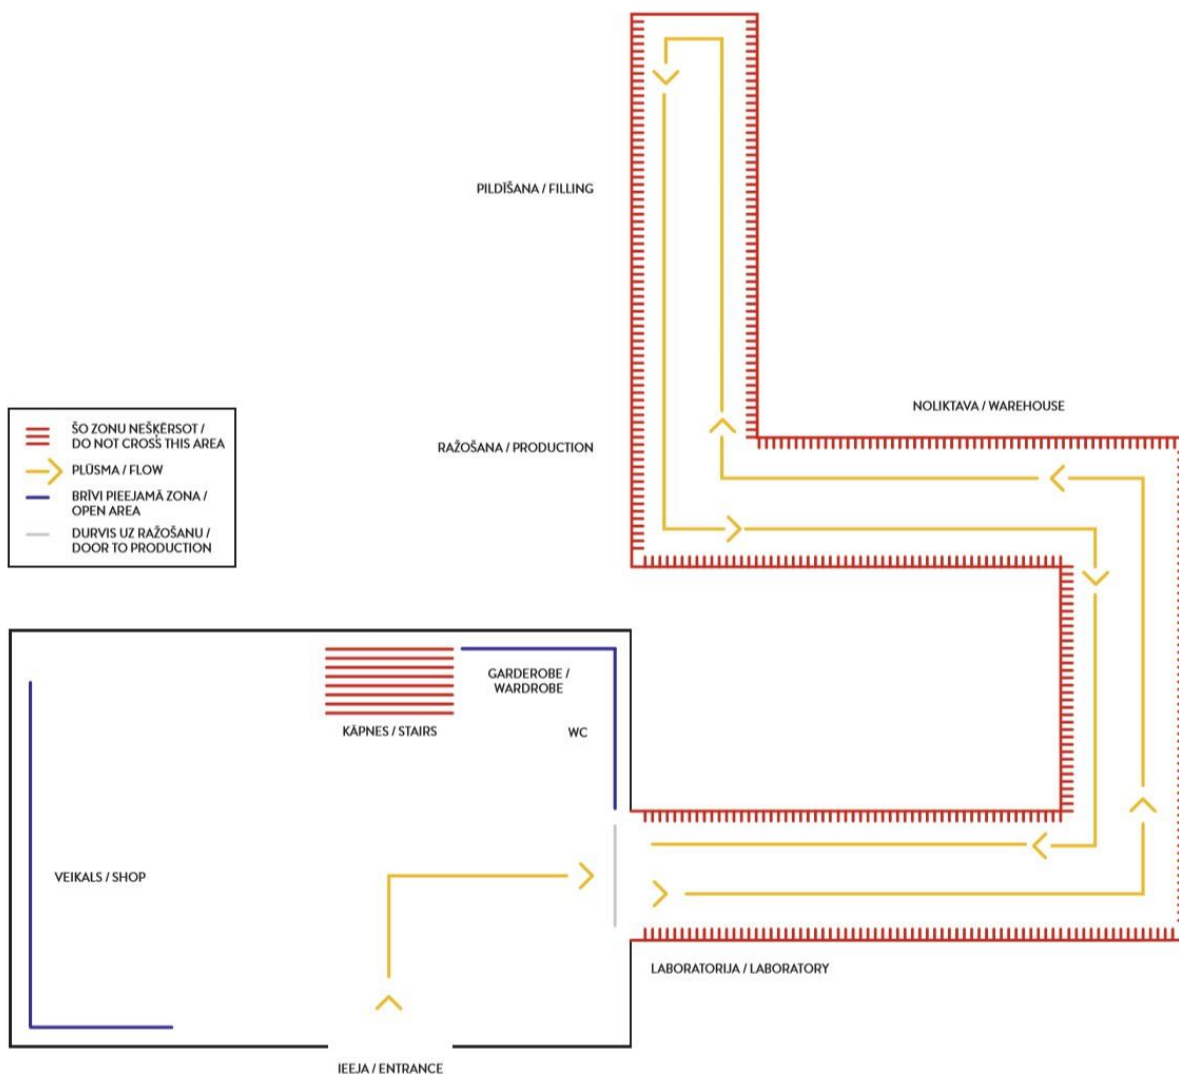 PILDĪŠANA / FILLING
NOLIKTAVA / WAREHOUSE
RAŽOŠANA / PRODUCTION
ŠO ZONU NEŠĶĒRSOT /
DO NOT CROSS THIS AREA
PLŪSMA / FLOW
BRĪVI PIEEJAMĀ ZONA /
OPEN AREA
DURVIS UZ RAŽOŠANU /
DOOR TO PRODUCTION
GARDEROBE /
WARDROBE
KĀPNES / STAIRS
WC
VEIKALS / SHOP
LABORATORIJA / LABORATORY
IEEJA / ENTRANCE